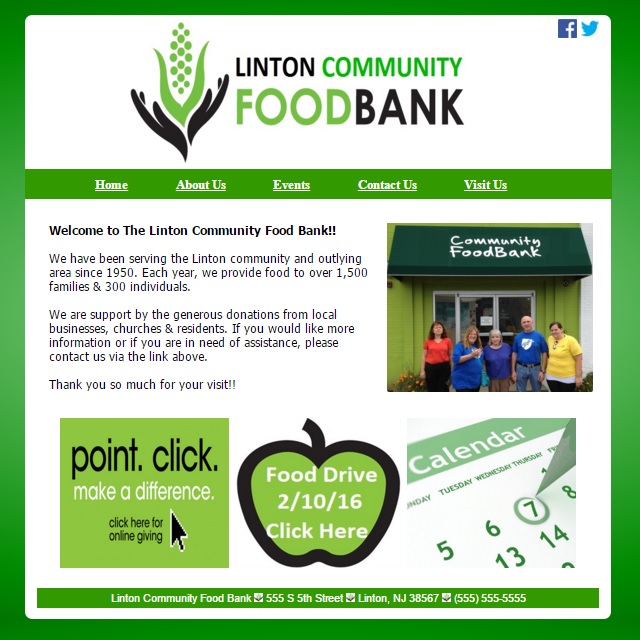 LINTON COMMUNITY
FOODBANK
Home About Us Events Contact Us Visit Us
Welcome to The Linton Community Food Bank!!
We have been serving the Linton community and outlying
area since 1950. Each year, we provide food to over 1,500
families & 300 individuals.
We are support by the generous donations from local
businesses, churches & residents. If you would like more
information or if you are in need of assistance, please
contact us via the link above.
Thank you so much for your visit!!
Community
FoodBank
point. click.
make a difference.
click here for
online giving
Food Drive
2/10/16
Click Here
Calendar
TUESDAY WEDNESDAY THURSDAY
5 6 7 8
13 14
Linton Community Food Bank 555 S 5th Street Linton, NJ 38567 (555) 555-5555